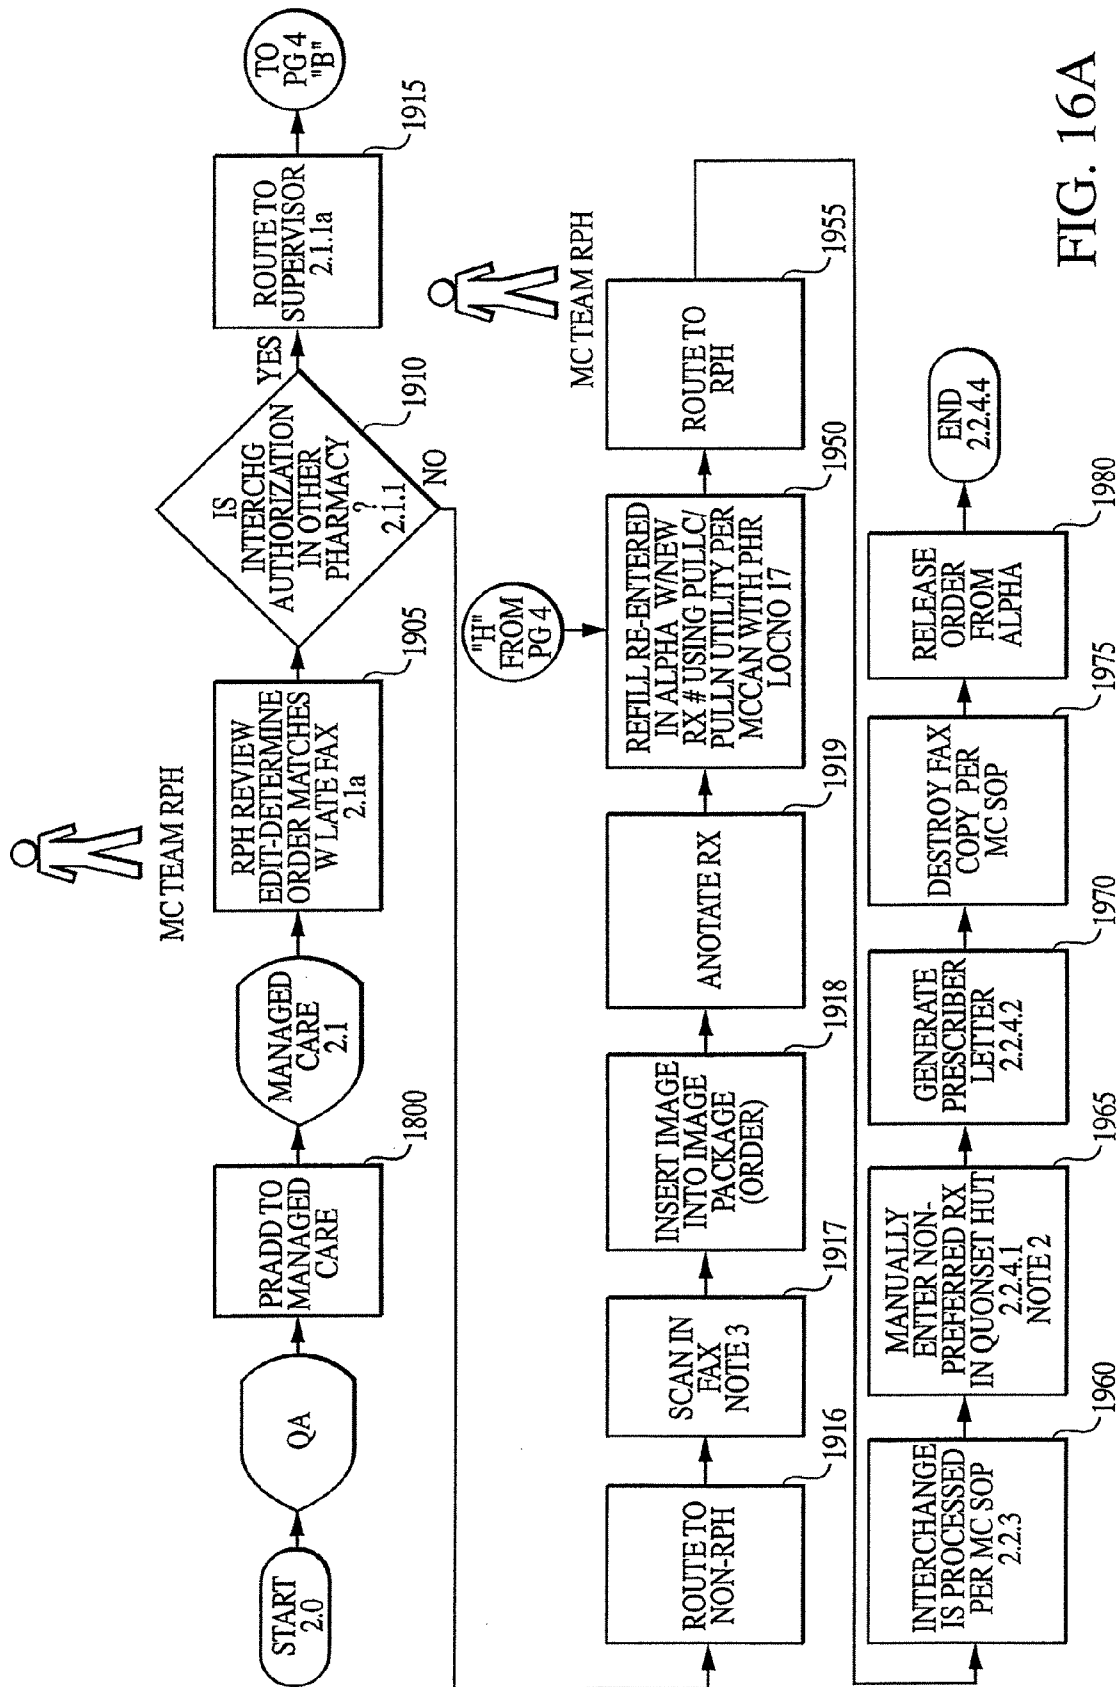 START
2.0
QA
PRADD TO
MANAGED
CARE
1800
MANAGED
CARE
2.1
MC TEAM RPH
RPH REVIEW
EDIT-DETERMINE
ORDER MATCHES
W LATE FAX
2.1a
1905
IS
INTERCHG
AUTHORIZATION
IN OTHER
PHARMACY
?
2.1.1
1910
YES
NO
ROUTE TO
SUPERVISOR
2.1.1a
1915
TO
PG 4
"B"
ROUTE TO
NON-RPH
1916
SCAN IN
FAX
NOTE 3
1917
INSERT IMAGE
INTO IMAGE
PACKAGE
(ORDER)
1918
ANOTATE RX
1919
"H"
FROM
PG 4
REFILL RE-ENTERED
IN ALPHA W/NEW
RX # USING PULLC/
PULLN UTILITY PER
MCCAN WITH PHR
LOCNO 17
1950
MC TEAM RPH
ROUTE TO
RPH
1955
INTERCHANGE
IS PROCESSED
PER MC SOP
2.2.3
1960
MANUALLY
ENTER NON-
PREFERRED RX
IN QUONSET HUT
2.2.4.1
NOTE 2
1965
GENERATE
PRESCRIBER
LETTER
2.2.4.2
1970
DESTROY FAX
COPY PER
MC SOP
1975
RELEASE
ORDER
FROM
ALPHA
1980
END
2.2.4.4
FIG. 16A